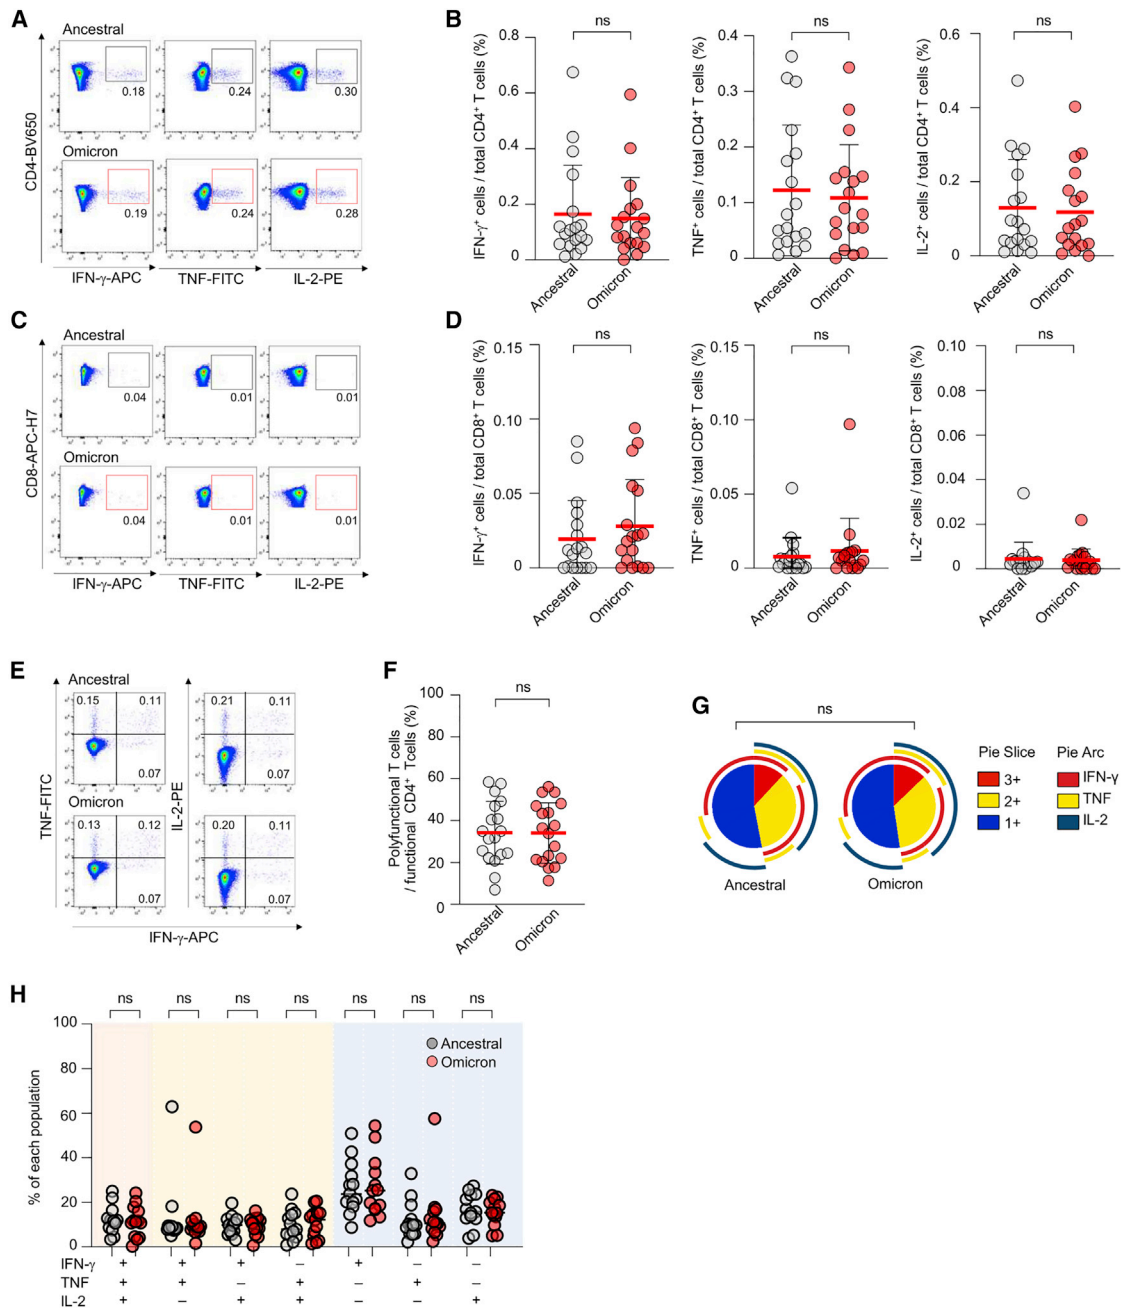 A
Ancestral
0.18
0.24
0.30
Omicron
0.19
0.24
0.28
CD4-BV650
IFN-γ-APC
TNF-FITC
IL-2-PE
B
ns
IFN-γ⁺ cells / total CD4⁺ T cells (%)
0.8
0.6
0.4
0.2
0
Ancestral
Omicron
ns
TNF⁺ cells / total CD4⁺ T cells (%)
0.4
0.3
0.2
0.1
0
Ancestral
Omicron
ns
IL-2⁺ cells / total CD4⁺ T cells (%)
0.6
0.4
0.2
0
Ancestral
Omicron
C
Ancestral
0.04
0.01
0.01
Omicron
0.04
0.01
0.01
CD8-APC-H7
IFN-γ-APC
TNF-FITC
IL-2-PE
D
ns
IFN-γ⁺ cells / total CD8⁺ T cells (%)
0.15
0.10
0.05
0
Ancestral
Omicron
ns
TNF⁺ cells / total CD8⁺ T cells (%)
0.15
0.10
0.05
0
Ancestral
Omicron
ns
IL-2⁺ cells / total CD8⁺ T cells (%)
0.10
0.08
0.06
0.04
0.02
0
Ancestral
Omicron
E
Ancestral
0.15 0.11
0.07
0.21 0.11
0.07
Omicron
0.13 0.12
0.07
0.20 0.11
0.07
TNF-FITC
IL-2-PE
IFN-γ-APC
F
ns
Polyfunctional T cells
/ functional CD4⁺ Tcells (%)
100
80
60
40
20
0
Ancestral
Omicron
G
ns
Ancestral
Omicron
Pie Slice
3+
2+
1+
Pie Arc
IFN-γ
TNF
IL-2
H
ns ns ns ns ns ns ns
% of each population
100
80
60
40
20
0
Ancestral
Omicron
IFN-γ + + + – + – –
TNF + + – + – + –
IL-2 + – + + – – +